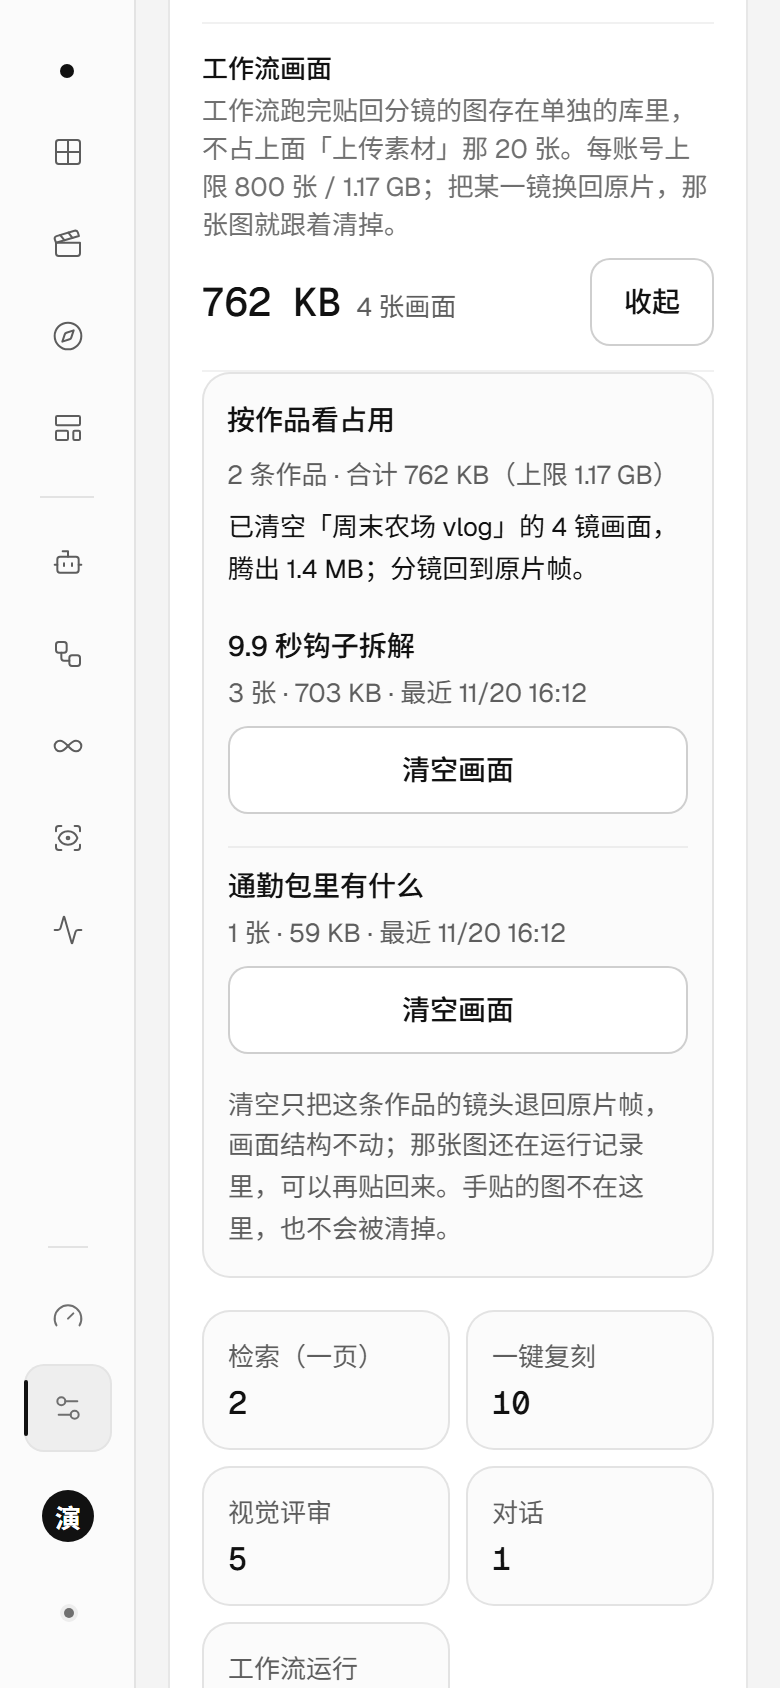 工作流画面
工作流跑完贴回分镜的图存在单独的库里，
不占上面「上传素材」那 20 张。每账号上
限 800 张 / 1.17 GB；把某一镜换回原片，那
张图就跟着清掉。
762 KB 4 张画面
收起
按作品看占用
2 条作品 · 合计 762 KB（上限 1.17 GB）
已清空「周末农场 vlog」的 4 镜画面，
腾出 1.4 MB；分镜回到原片帧。
9.9 秒钩子拆解
3 张 · 703 KB · 最近 11/20 16:12
清空画面
通勤包里有什么
1 张 · 59 KB · 最近 11/20 16:12
清空画面
清空只把这条作品的镜头退回原片帧，
画面结构不动；那张图还在运行记录
里，可以再贴回来。手贴的图不在这
里，也不会被清掉。
检索（一页）
2
一键复刻
10
视觉评审
5
对话
1
工作流运行
演